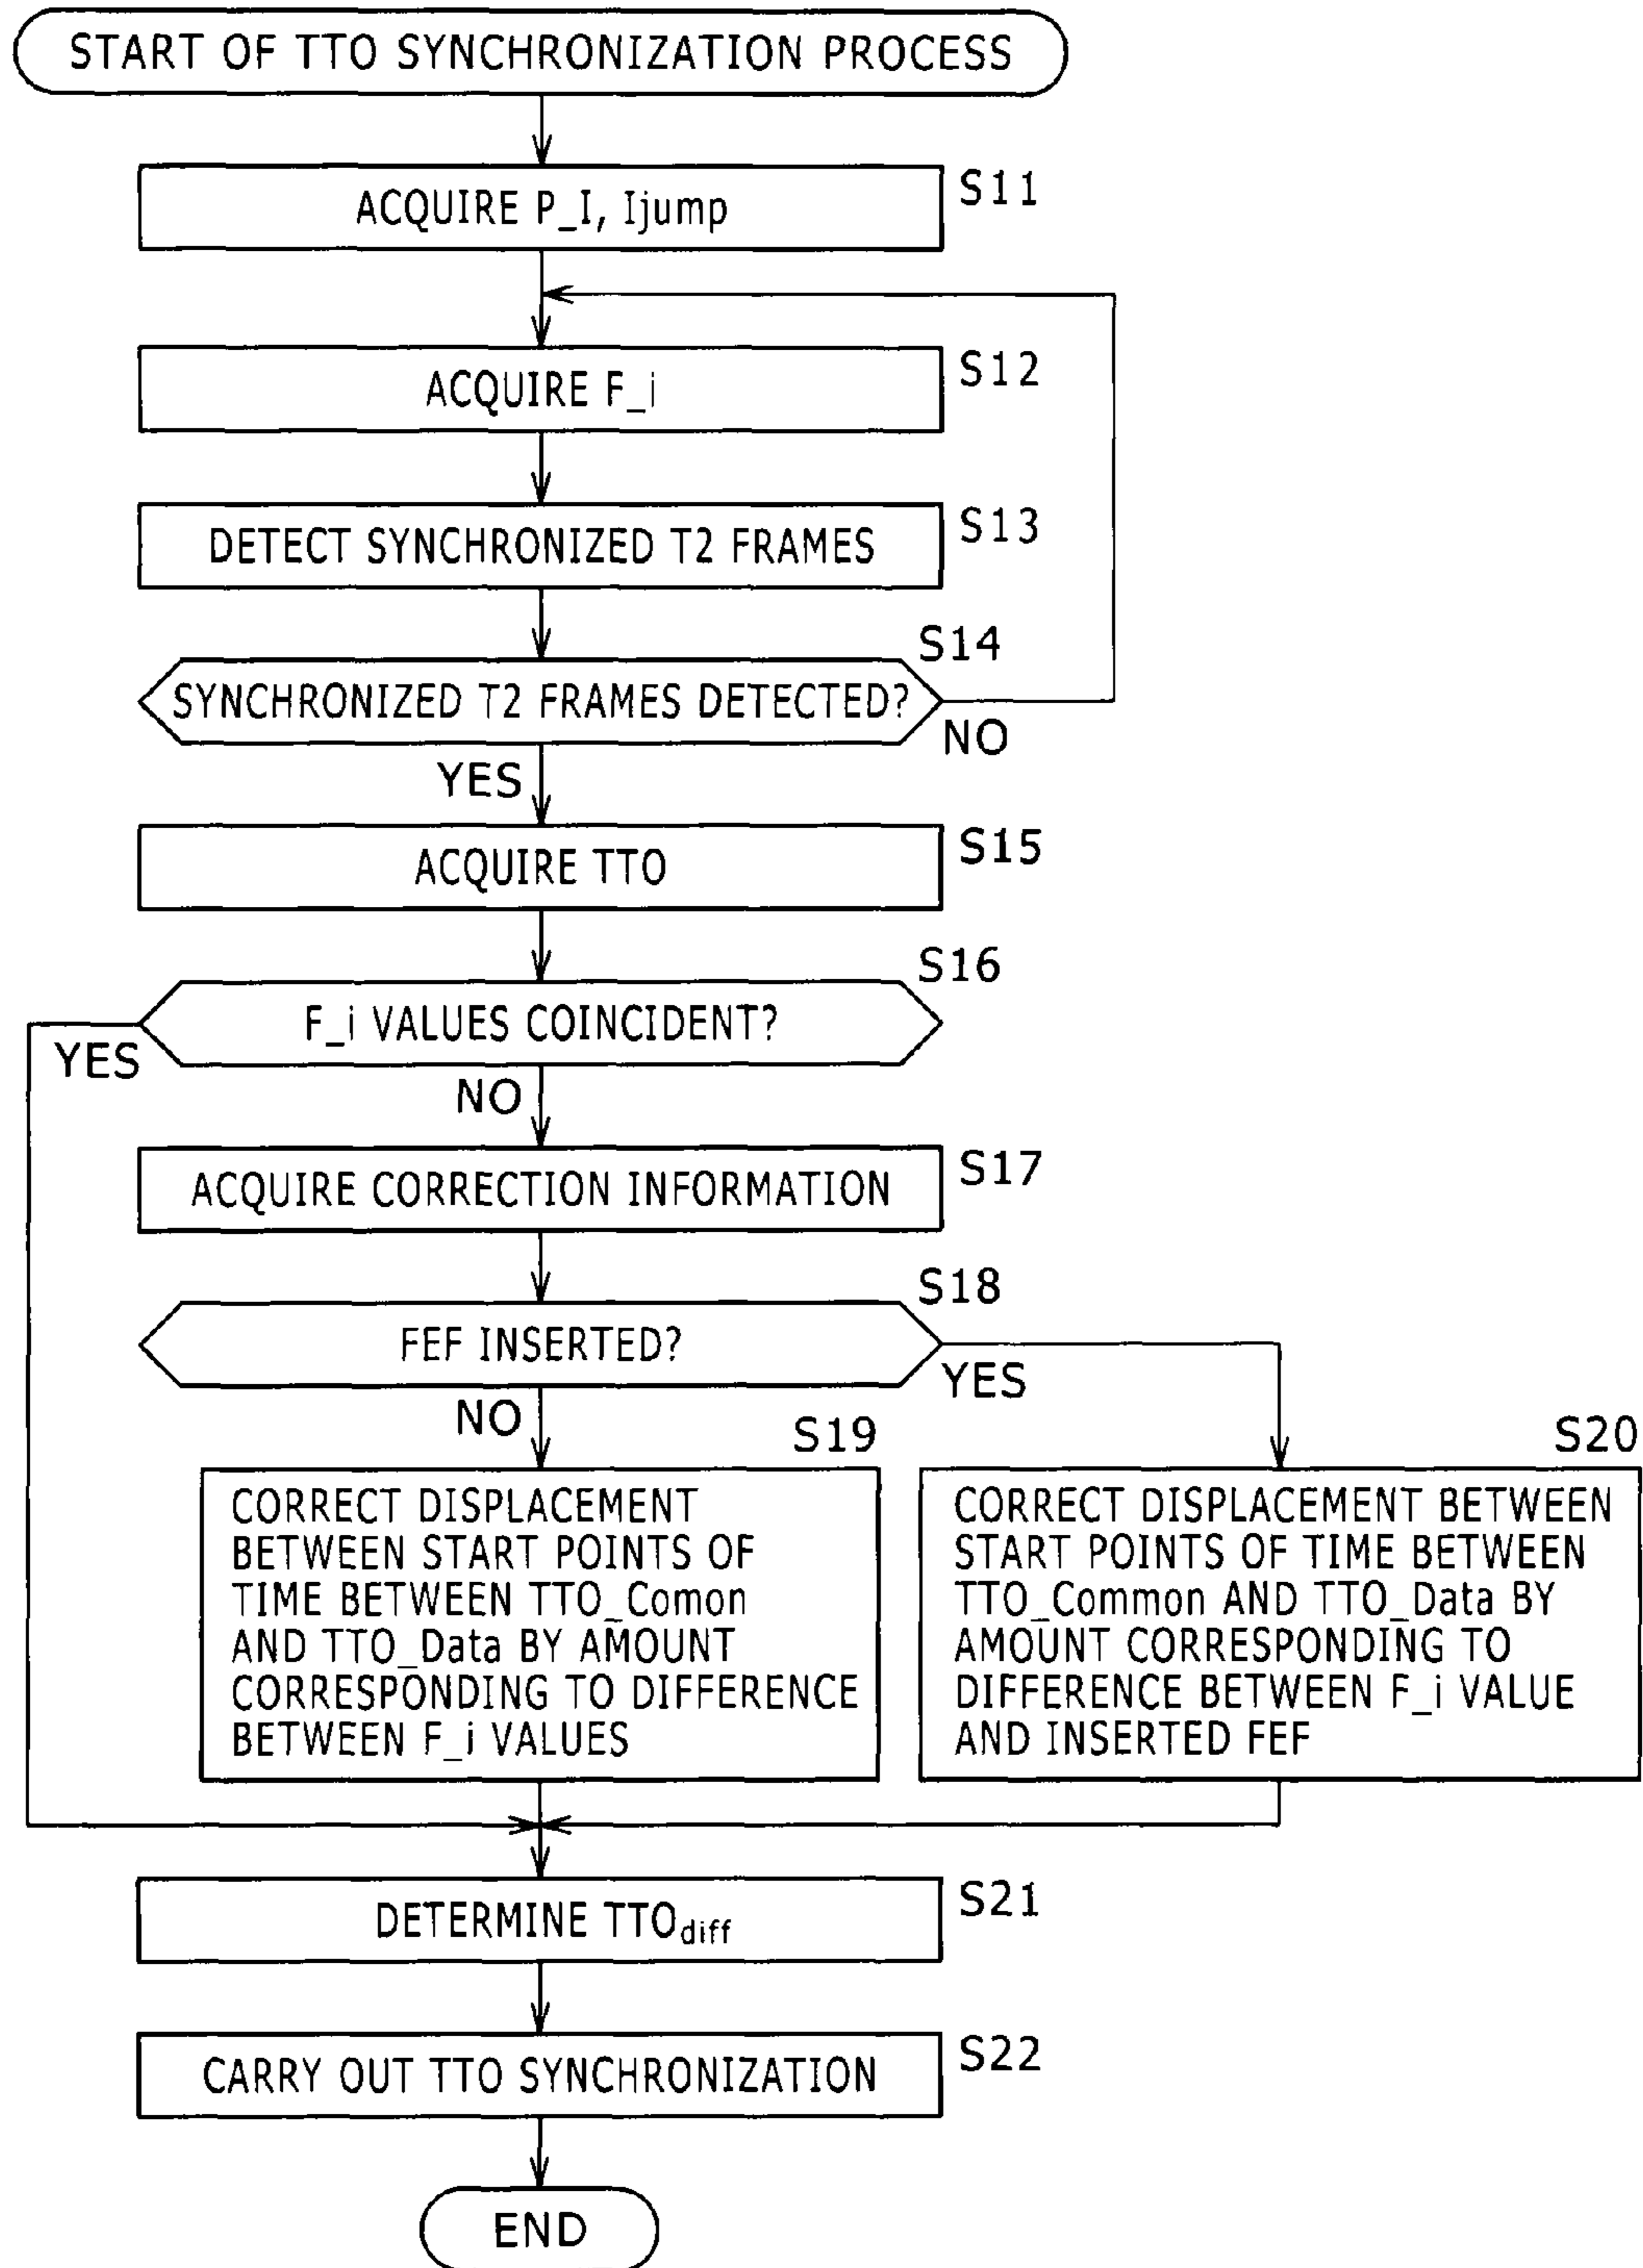 START OF TTO SYNCHRONIZATION PROCESS
S11
ACQUIRE P_I, Ijump
S12
ACQUIRE F_i
S13
DETECT SYNCHRONIZED T2 FRAMES
S14
SYNCHRONIZED T2 FRAMES DETECTED?
NO
YES
S15
ACQUIRE TTO
S16
F_i VALUES COINCIDENT?
YES
NO
S17
ACQUIRE CORRECTION INFORMATION
S18
FEF INSERTED?
YES
NO
S19
CORRECT DISPLACEMENT
BETWEEN START POINTS OF
TIME BETWEEN TTO_Comon
AND TTO_Data BY AMOUNT
CORRESPONDING TO DIFFERENCE
BETWEEN F_i VALUES
S20
CORRECT DISPLACEMENT BETWEEN
START POINTS OF TIME BETWEEN
TTO_Common AND TTO_Data BY
AMOUNT CORRESPONDING TO
DIFFERENCE BETWEEN F_i VALUE
AND INSERTED FEF
S21
DETERMINE TTOdiff
S22
CARRY OUT TTO SYNCHRONIZATION
END